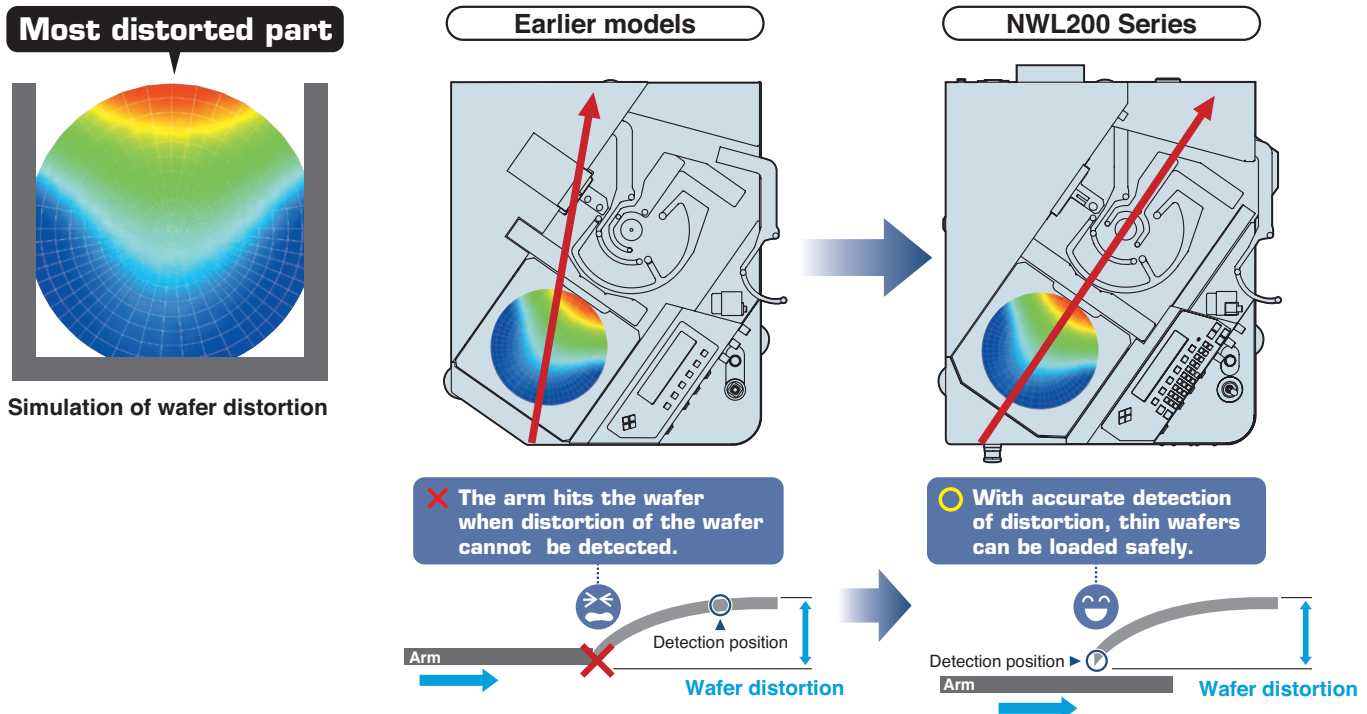 Most distorted part
Simulation of wafer distortion
Earlier models
NWL200 Series
The arm hits the wafer
when distortion of the wafer
cannot be detected.
With accurate detection
of distortion, thin wafers
can be loaded safely.
Detection position
Arm
Wafer distortion
Detection position
Arm
Wafer distortion